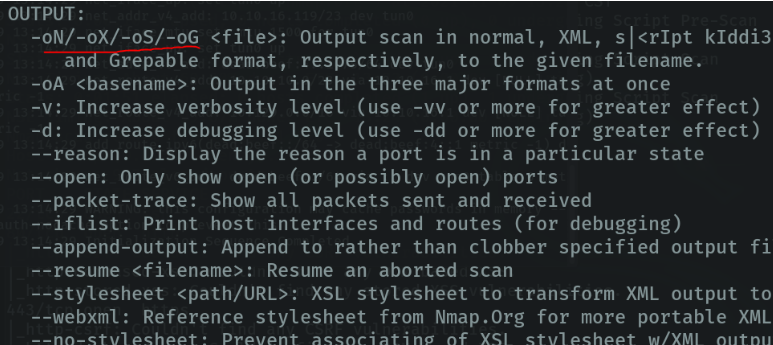 OUTPUT:
-oN/-oX/-oS/-oG <file>: Output scan in normal, XML, s|<rIpt kIddi3
and Grepable format, respectively, to the given filename.
-oA <basename>: Output in the three major formats at once
-v: Increase verbosity level (use -vv or more for greater effect)
-d: Increase debugging level (use -dd or more for greater effect)
--reason: Display the reason a port is in a particular state
--open: Only show open (or possibly open) ports
--packet-trace: Show all packets sent and received
--iflist: Print host interfaces and routes (for debugging)
--append-output: Append to rather than clobber specified output fi
--resume <filename>: Resume an aborted scan
--stylesheet <path/URL>: XSL stylesheet to transform XML output to
--webxml: Reference stylesheet from Nmap.Org for more portable XML
--no-stylesheet: Prevent associating of XSL stylesheet w/XML outpu